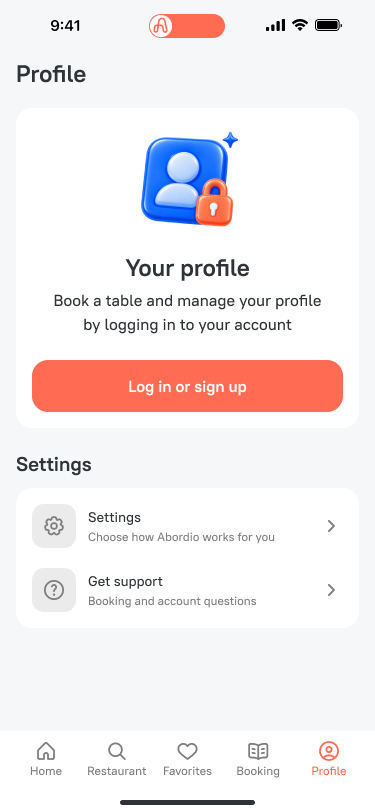 9:41
Profile
Your profile
Book a table and manage your profile
by logging in to your account
Log in or sign up
Settings
Settings
Choose how Abordio works for you
Get support
Booking and account questions
Home
Restaurant
Favorites
Booking
Profile